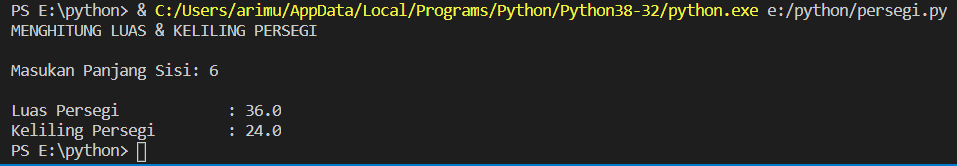 PS E:\python> & C:/Users/arimu/AppData/Local/Programs/Python/Python38-32/python.exe e:/python/persegi.py
MENGHITUNG LUAS & KELILING PERSEGI
Masukan Panjang Sisi: 6
Luas Persegi : 36.0
Keliling Persegi : 24.0
PS E:\python>